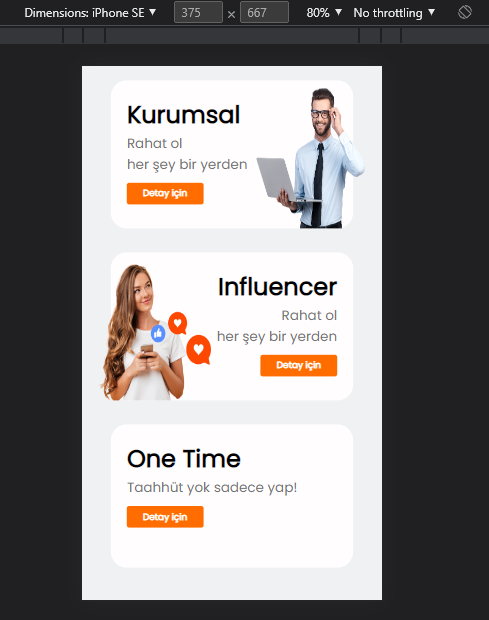 Dimensions: iPhone SE ▼ 375 × 667 80% ▼ No throttling ▼
Kurumsal
Rahat ol
her şey bir yerden
Detay için
Influencer
Rahat ol
her şey bir yerden
Detay için
One Time
Taahhüt yok sadece yap!
Detay için